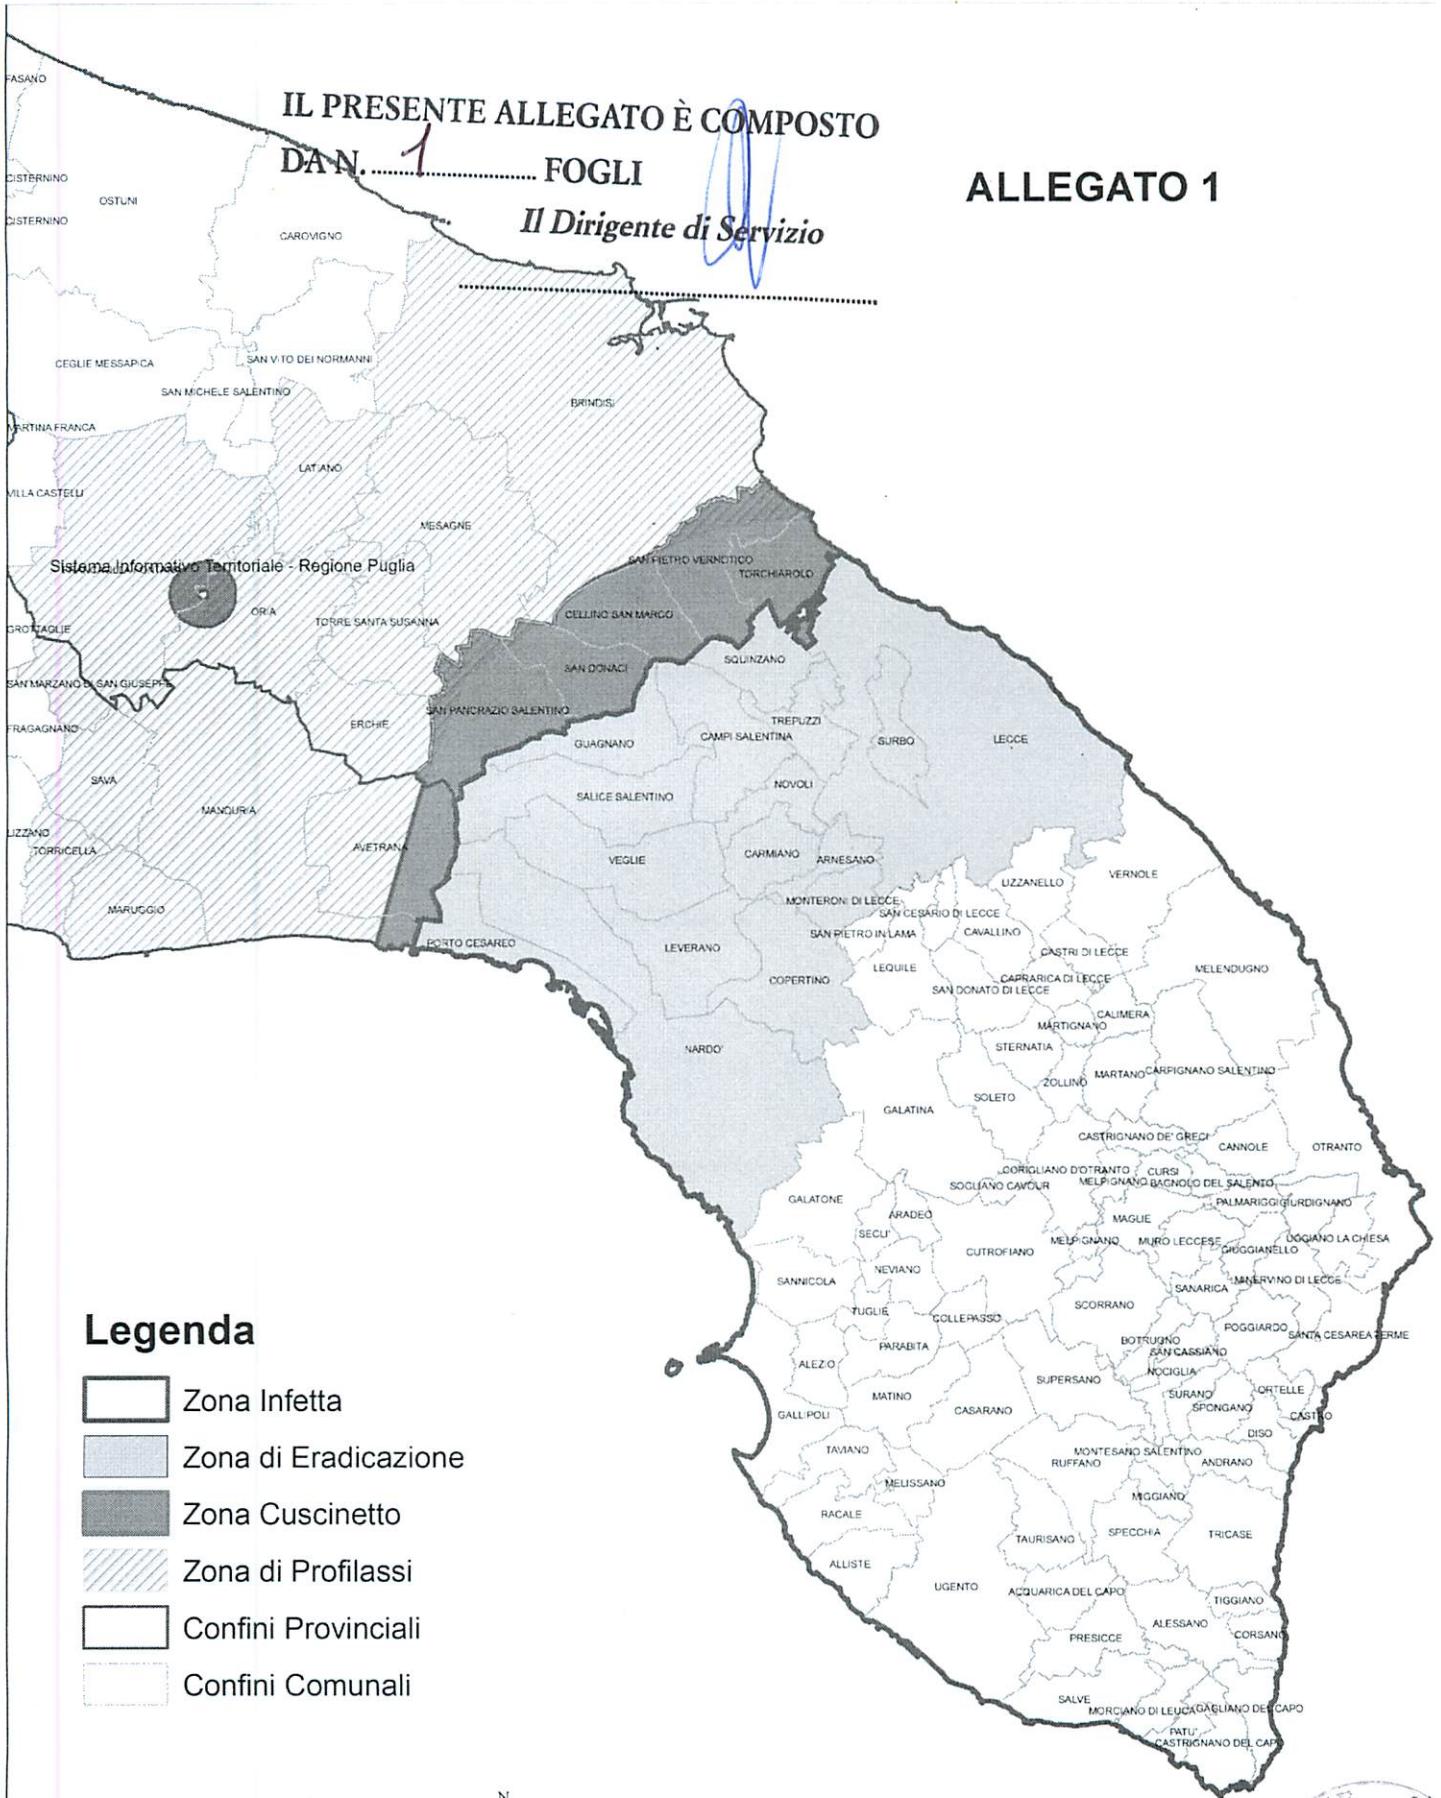 FASANO
IL PRESENTE ALLEGATO È COMPOSTO
DA N. 1 FOGLI
Il Dirigente di Servizio
ALLEGATO 1
CISTERNINO
OSTUNI
CISTERNINO
CAROVIGNO
CEGLIE MESSAPICA
SAN VITO DEI NORMANNI
SAN MICHELE SALENTINO
BRINDISI
MARTINA FRANCA
LATIANO
VILLA CASTELLI
MESAGNE
Sistema Informativo Territoriale - Regione Puglia
SAN PIETRO VERNOTICO
TORCHIAROLO
ORIA
CELLINO SAN MARCO
GROTTAGLIE
TORRE SANTA SUSANNA
SQUINZANO
SAN DONACI
SAN MARZANO DI SAN GIUSEPPE
SAN PANCRAZIO SALENTINO
ERCHIE
TREPUZZI
FRAGAGNANO
CAMPI SALENTINA
GUAGNANO
SURBO
LECCE
SAVA
NOVOLI
SALICE SALENTINO
MANDURIA
LIZZANO
TORRICELLA
AVETRANA
VEGLIE
CARMIANO
ARNESANO
VERNOLE
LIZZANELLO
MONTERONI DI LECCE
MARUGGIO
SAN CESARIO DI LECCE
SAN PIETRO IN LAMA
CAVALLINO
PORTO CESAREO
LEVERANO
CASTRI DI LECCE
LEQUILE
MELENDUGNO
COPERTINO
CAPRARICA DI LECCE
SAN DONATO DI LECCE
CALIMERA
MARTIGNANO
NARDO'
STERNATIA
ZOLLINO
MARTANO
CARPIGNANO SALENTINO
SOLETO
GALATINA
CASTRIGNANO DE' GRECI
CANNOLE
OTRANTO
CORIGLIANO D'OTRANTO
CURSI
SOGLIANO CAVOUR
MELPIGNANO
BAGNOLO DEL SALENTO
GALATONE
PALMARIGGI
GIURDIGNANO
ARADEO
MAGLIE
SECLI'
MELPIGNANO
MURO LECCESE
UGGIANO LA CHIESA
CUTROFIANO
GIUGGIANELLO
NEVIANO
SANNICOLA
MINERVINO DI LECCE
SANARICA
TUGLIE
SCORRANO
COLLEPASSO
POGGIARDO
SANTA CESAREA TERME
PARABITA
BOTRUGNO
SAN CASSIANO
ALEZIO
NOCIGLIA
SUPERSANO
ORTELLE
MATINO
SURANO
SPONGANO
CASARANO
GALLIPOLI
CASTRO
DISO
TAVIANO
MONTESANO SALENTINO
RUFFANO
ANDRANO
MELISSANO
MIGGIANO
RACALE
SPECCHIA
TRICASE
TAURISANO
ALLISTE
UGENTO
ACQUARICA DEL CAPO
TIGGIANO
ALESSANO
CORSANO
PRESICCE
SALVE
MORCIANO DI LEUCA
GAGLIANO DEL CAPO
PATU'
CASTRIGNANO DEL CAPO
Legenda
Zona Infetta
Zona di Eradicazione
Zona Cuscinetto
Zona di Profilassi
Confini Provinciali
Confini Comunali
N